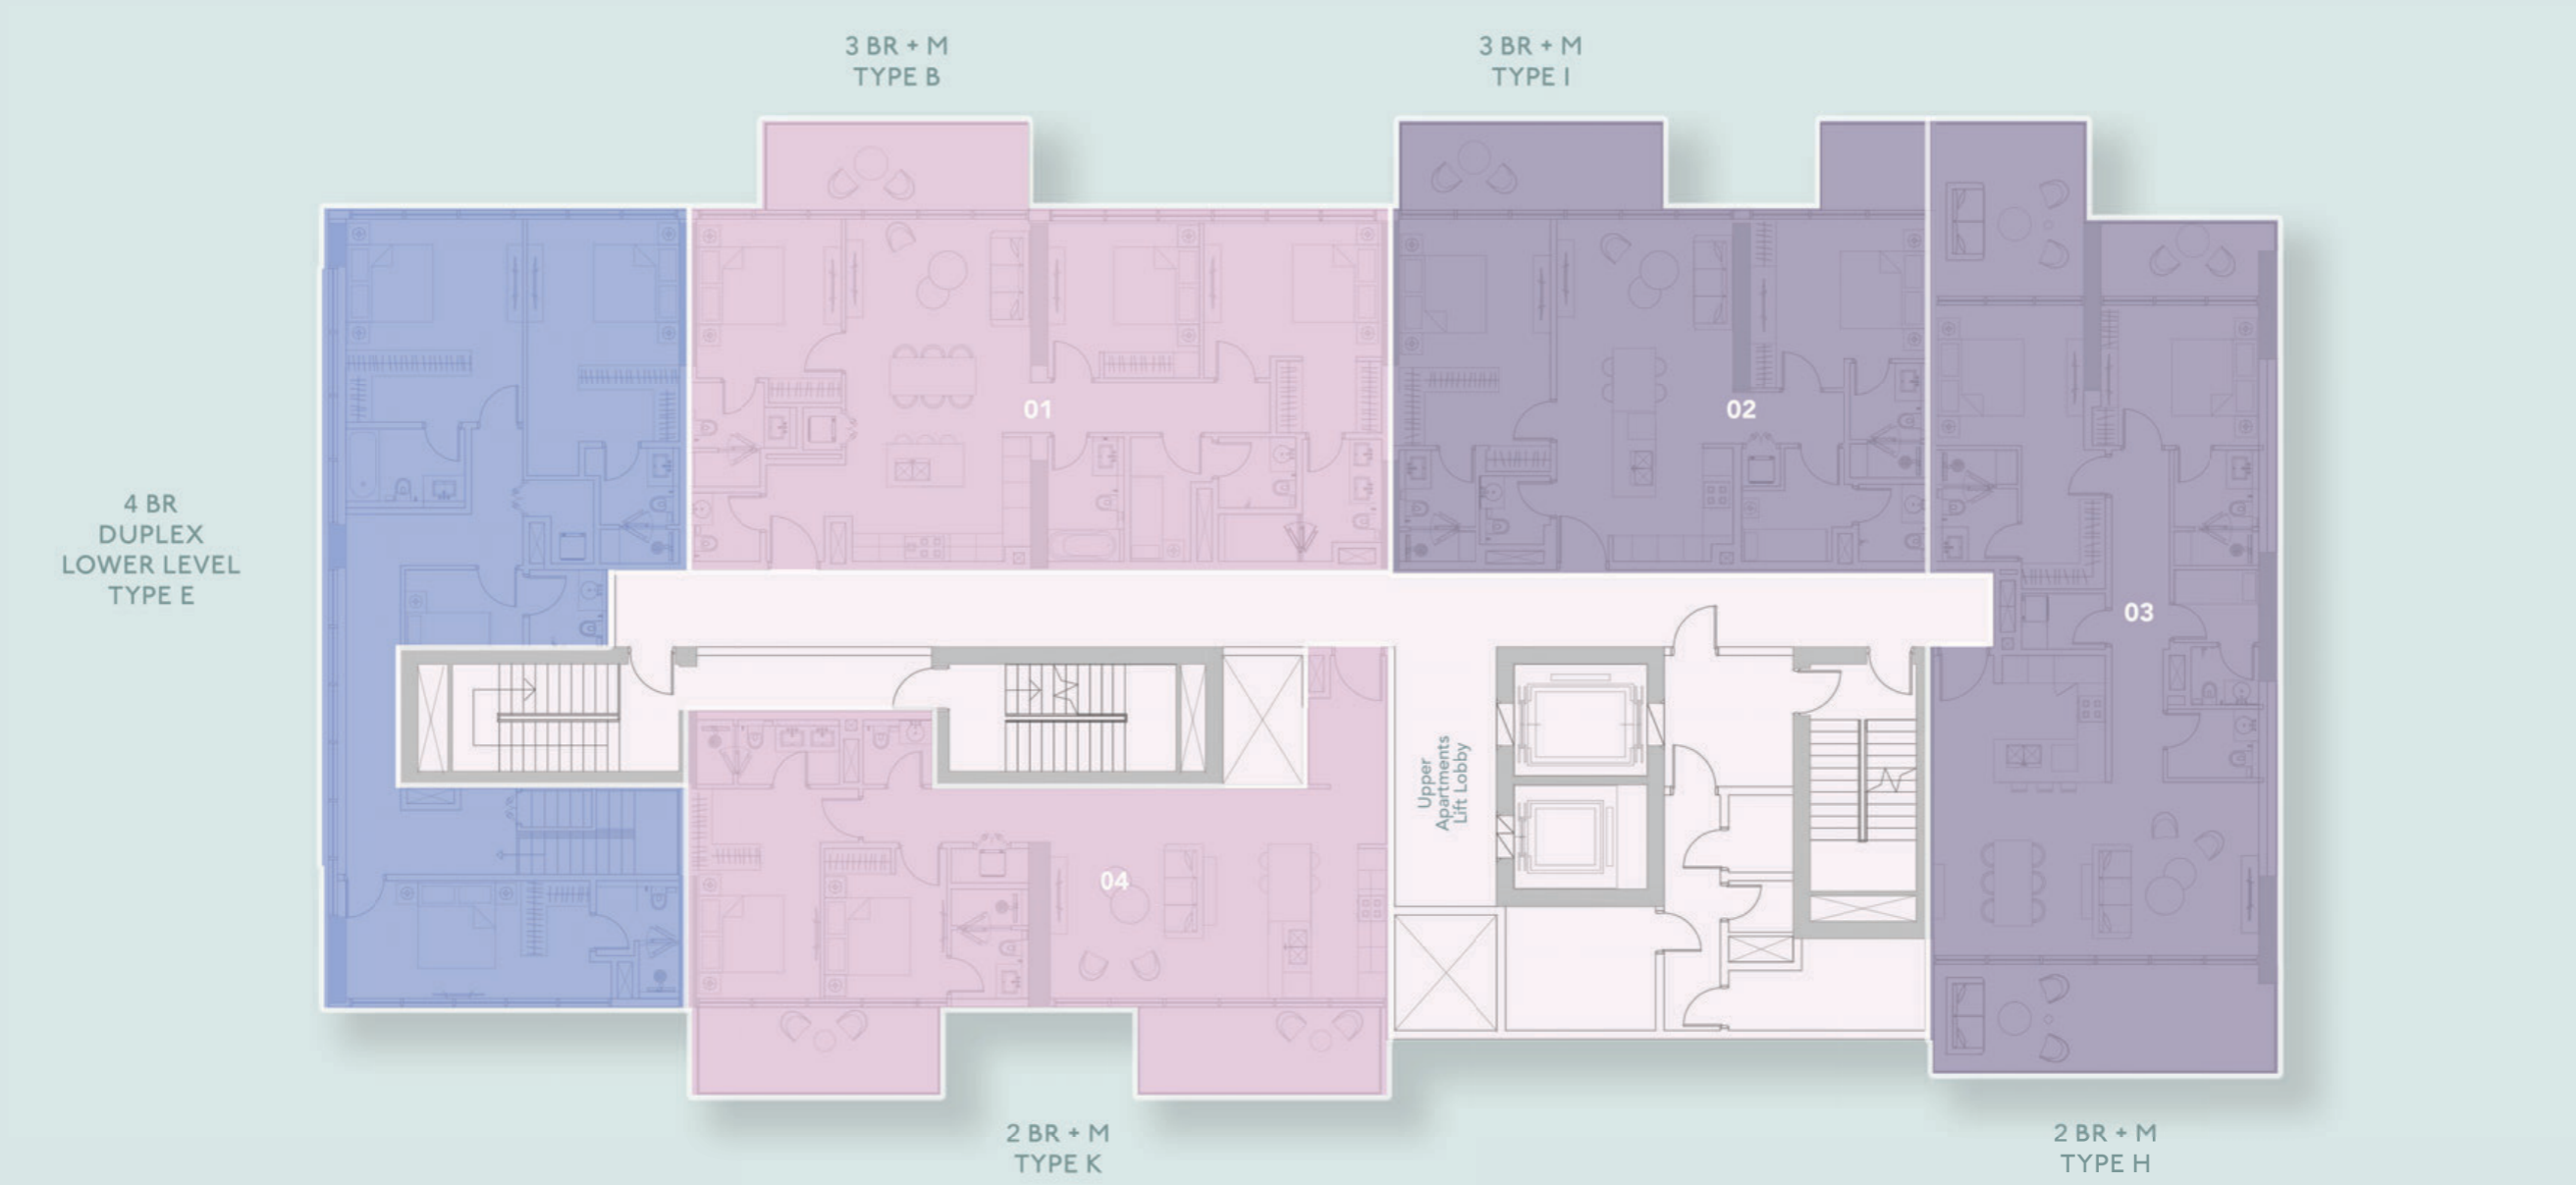 3 BR + M
TYPE B
3 BR + M
TYPE I
01
02
4 BR
DUPLEX
LOWER LEVEL
TYPE E
03
Upper
Apartments
Lift Lobby
04
2 BR + M
TYPE K
2 BR + M
TYPE H